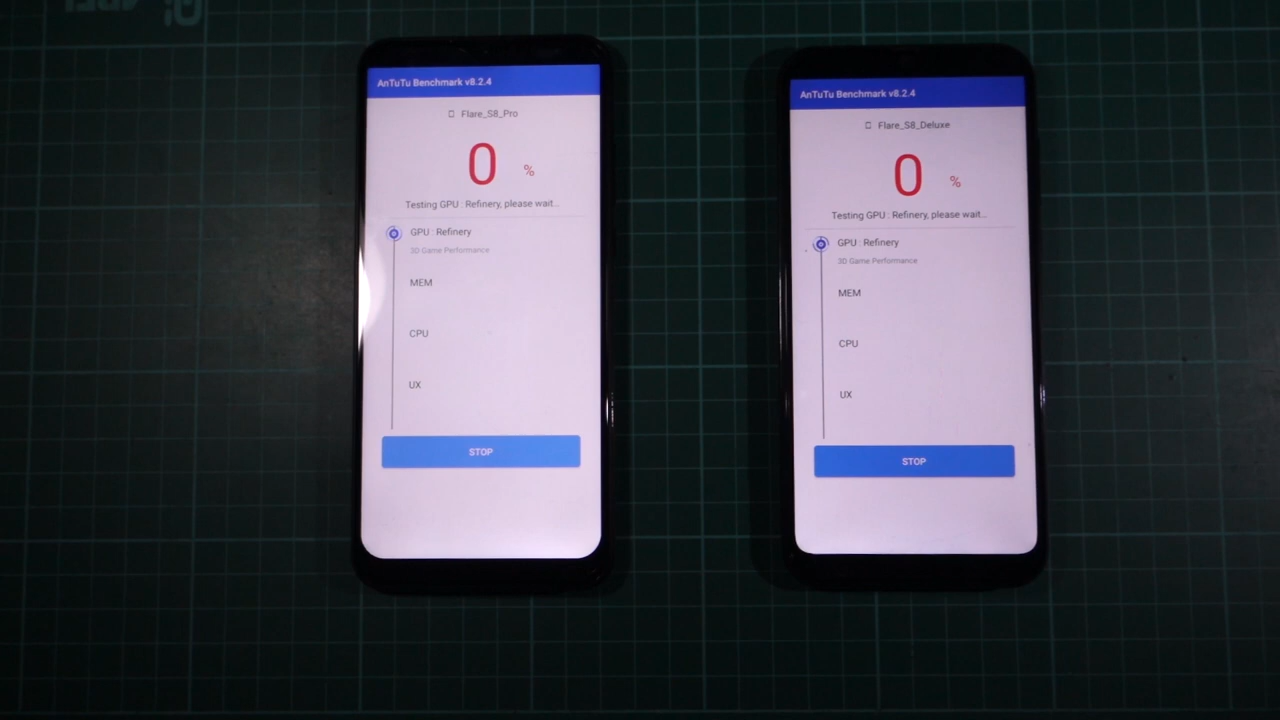 AnTuTu Benchmark v8.2.4
Flare_S8_Pro
0 %
Testing GPU : Refinery, please wait...
GPU : Refinery
3D Game Performance
MEM
CPU
UX
STOP
AnTuTu Benchmark v8.2.4
Flare_S8_Deluxe
0 %
Testing GPU : Refinery, please wait...
GPU : Refinery
3D Game Performance
MEM
CPU
UX
STOP